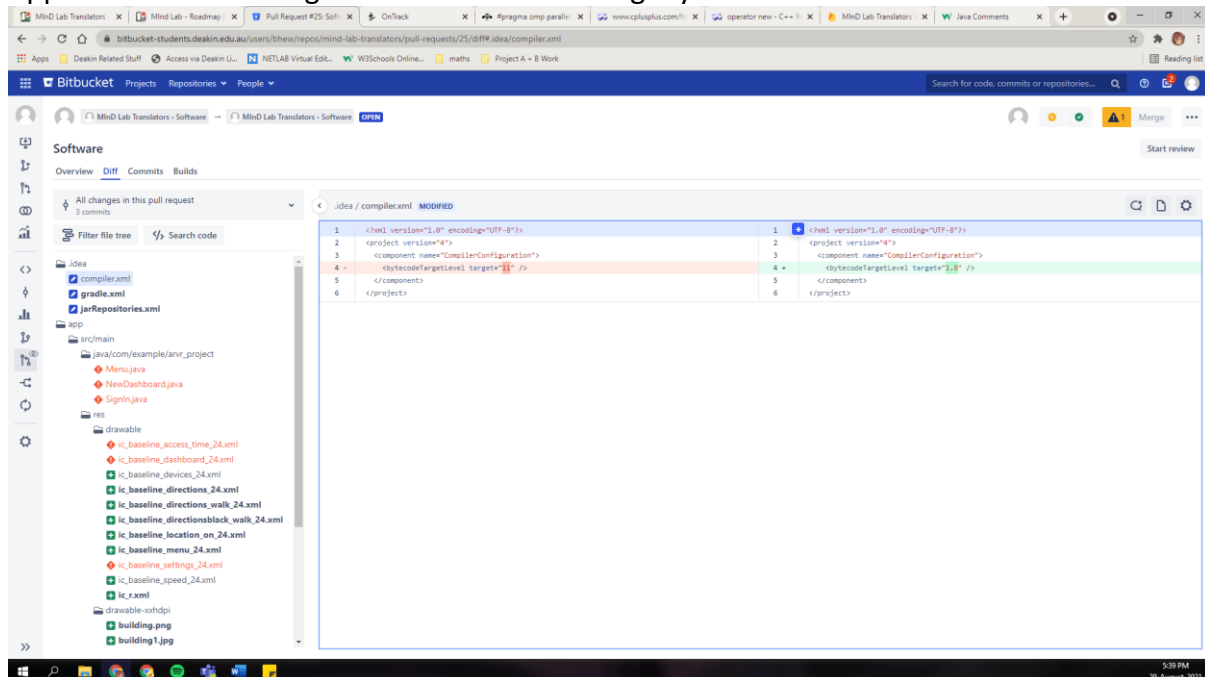 MInD Lab Translators -
Mind Lab - Roadmap |
Pull Request #25: Soft
OnTrack
#pragma omp parallel
www.cplusplus.com/
operator new - C++
MInD Lab Translators
Java Comments
bitbucket-students.deakin.edu.au/users/bhew/repos/mind-lab-translators/pull-requests/25/diff#.idea/compiler.xml
Apps
Deakin Related Stuff
Access via Deakin Li...
NETLAB Virtual Edit...
W3Schools Online...
maths
Project A + B Work
Reading list
Bitbucket Projects Repositories People
Search for code, commits or repositories...
2
MInD Lab Translators › Software → MInD Lab Translators › Software OPEN
1 Merge ...
Software
Start review
Overview Diff Commits Builds
All changes in this pull request
3 commits
.idea / compiler.xml MODIFIED
Filter file tree Search code
1 <?xml version="1.0" encoding="UTF-8"?>
2 <project version="4">
3 <component name="CompilerConfiguration">
4 - <bytecodeTargetLevel target="11" />
5 </component>
6 </project>
1 <?xml version="1.0" encoding="UTF-8"?>
2 <project version="4">
3 <component name="CompilerConfiguration">
4 + <bytecodeTargetLevel target="1.8" />
5 </component>
6 </project>
.idea
compiler.xml
gradle.xml
jarRepositories.xml
app
src/main
java/com/example/arvr_project
Menu.java
NewDashboard.java
SignIn.java
res
drawable
ic_baseline_access_time_24.xml
ic_baseline_dashboard_24.xml
ic_baseline_devices_24.xml
ic_baseline_directions_24.xml
ic_baseline_directions_walk_24.xml
ic_baseline_directionsblack_walk_24.xml
ic_baseline_location_on_24.xml
ic_baseline_menu_24.xml
ic_baseline_settings_24.xml
ic_baseline_speed_24.xml
ic_r.xml
drawable-xxhdpi
building.png
building1.jpg
5:39 PM